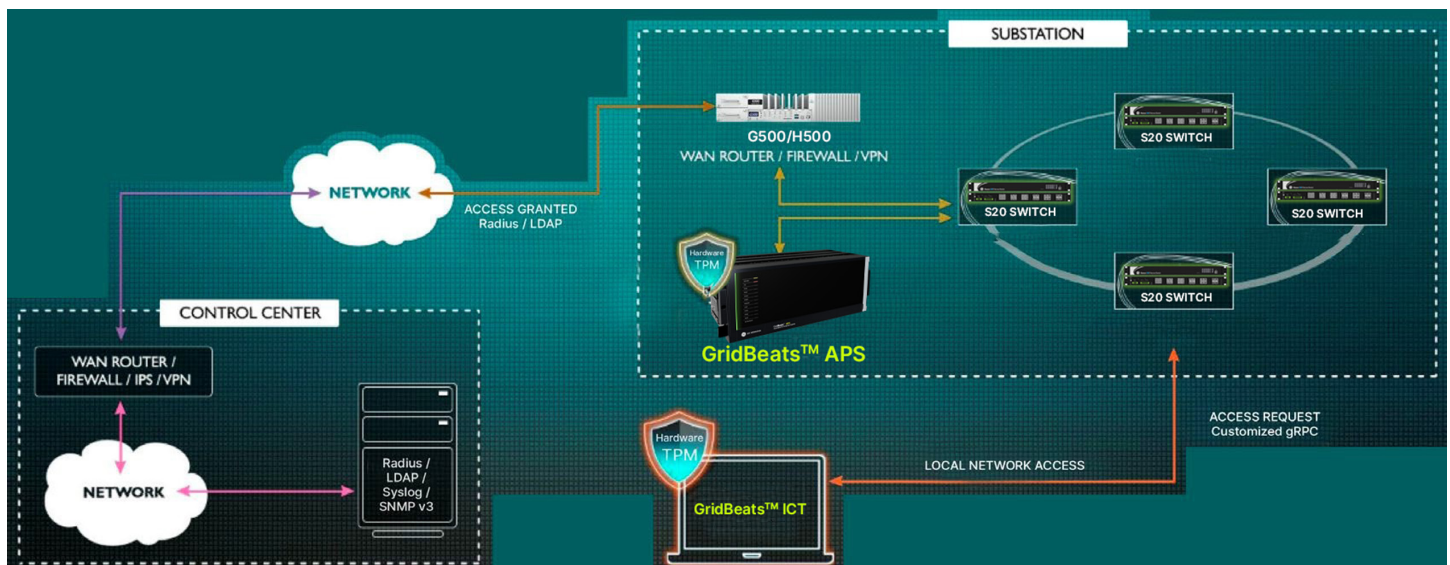 SUBSTATION
G500/H500
WAN ROUTER / FIREWALL / VPN
S20 SWITCH
S20 SWITCH
S20 SWITCH
S20 SWITCH
Hardware
TPM
GridBeats™ APS
NETWORK
ACCESS GRANTED
Radius / LDAP
CONTROL CENTER
WAN ROUTER /
FIREWALL / IPS / VPN
NETWORK
Radius /
LDAP /
Syslog /
SNMP v3
Hardware
TPM
GridBeats™ ICT
LOCAL NETWORK ACCESS
ACCESS REQUEST
Customized gRPC